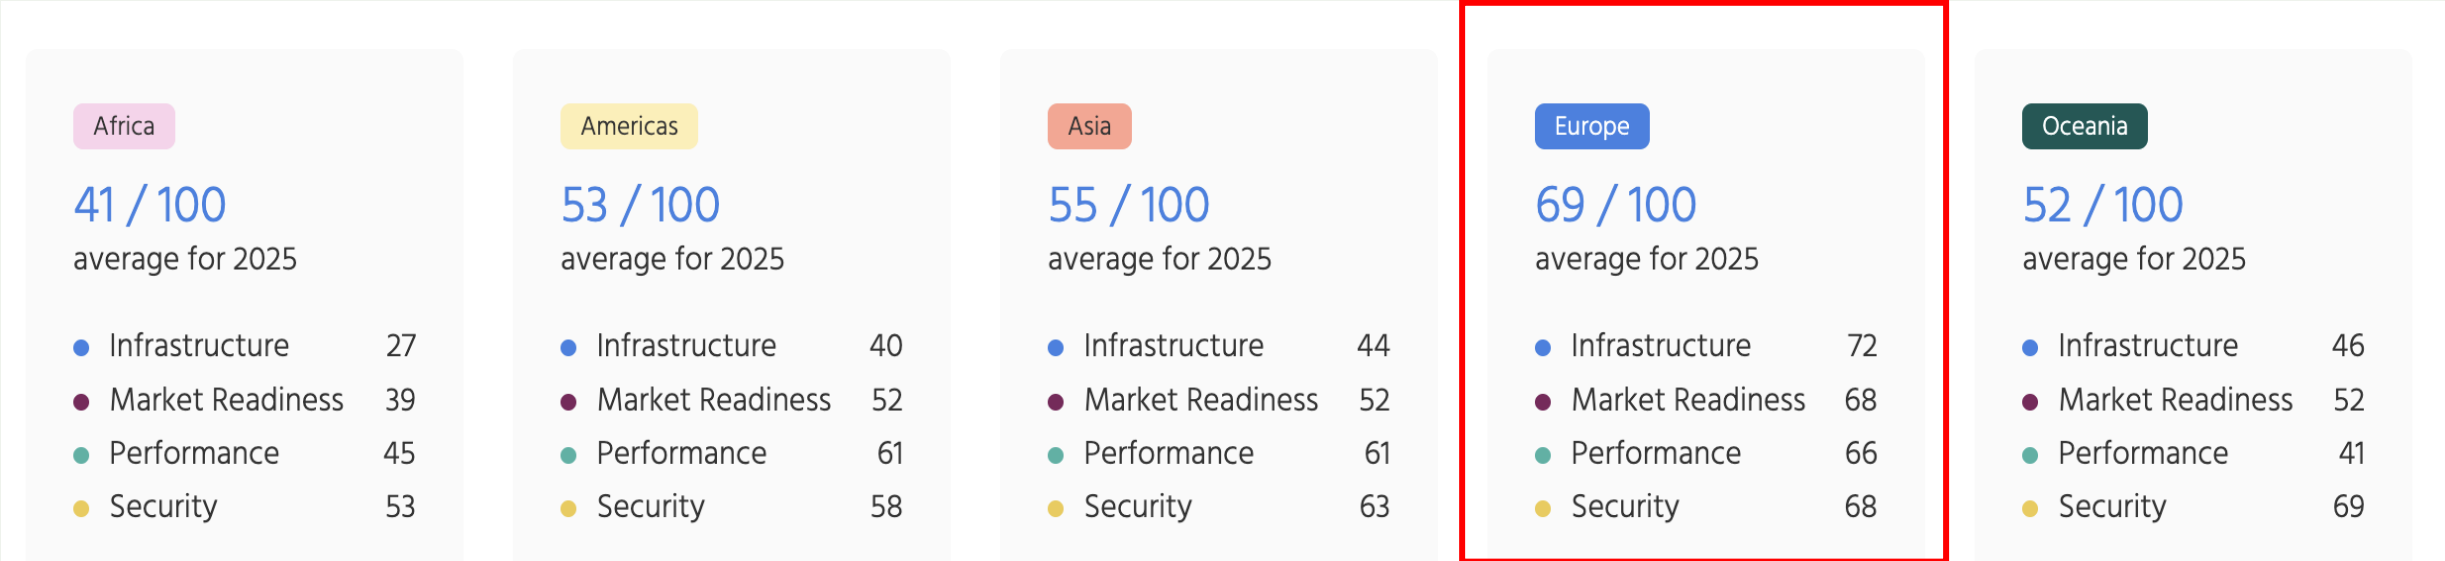 Africa
41 / 100
average for 2025
Infrastructure 27
Market Readiness 39
Performance 45
Security 53
Americas
53 / 100
average for 2025
Infrastructure 40
Market Readiness 52
Performance 61
Security 58
Asia
55 / 100
average for 2025
Infrastructure 44
Market Readiness 52
Performance 61
Security 63
Europe
69 / 100
average for 2025
Infrastructure 72
Market Readiness 68
Performance 66
Security 68
Oceania
52 / 100
average for 2025
Infrastructure 46
Market Readiness 52
Performance 41
Security 69